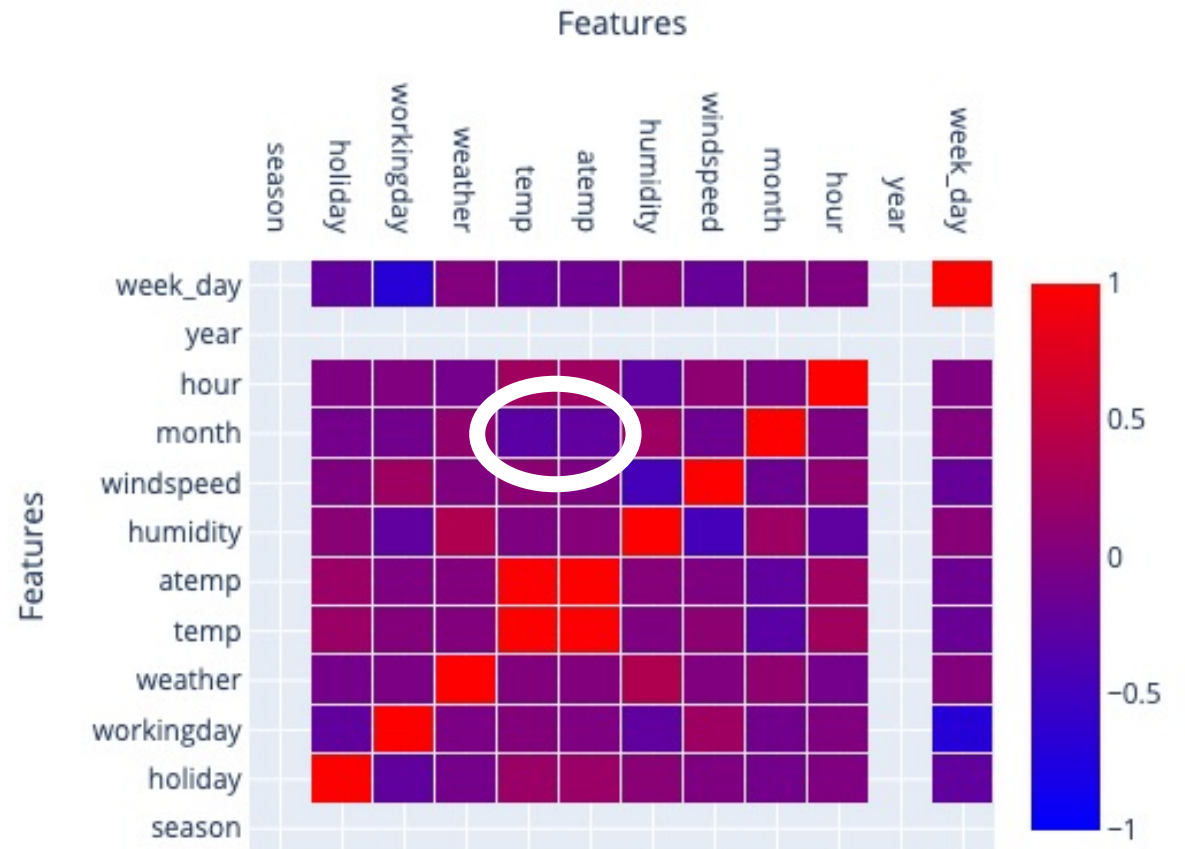 Features
season
holiday
workingday
weather
temp
atemp
humidity
windspeed
month
hour
year
week_day
Features
week_day
year
hour
month
windspeed
humidity
atemp
temp
weather
workingday
holiday
season
1
0.5
0
−0.5
−1